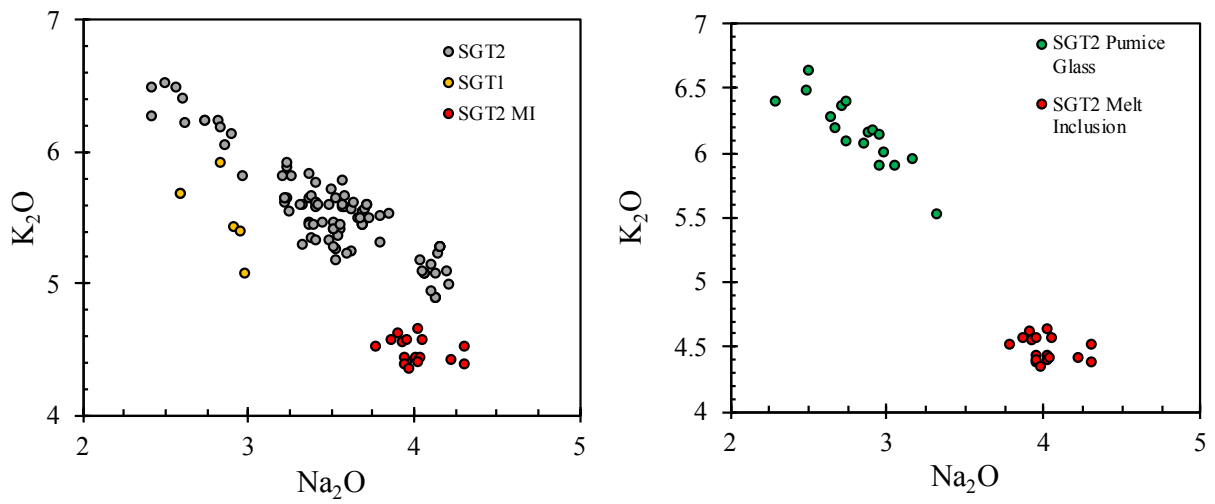 7
6
5
4
K2O
2
3
4
5
Na2O
SGT2
SGT1
SGT2 MI
7
6.5
6
5.5
5
4.5
4
K2O
2
3
4
5
Na2O
SGT2 Pumice
Glass
SGT2 Melt
Inclusion